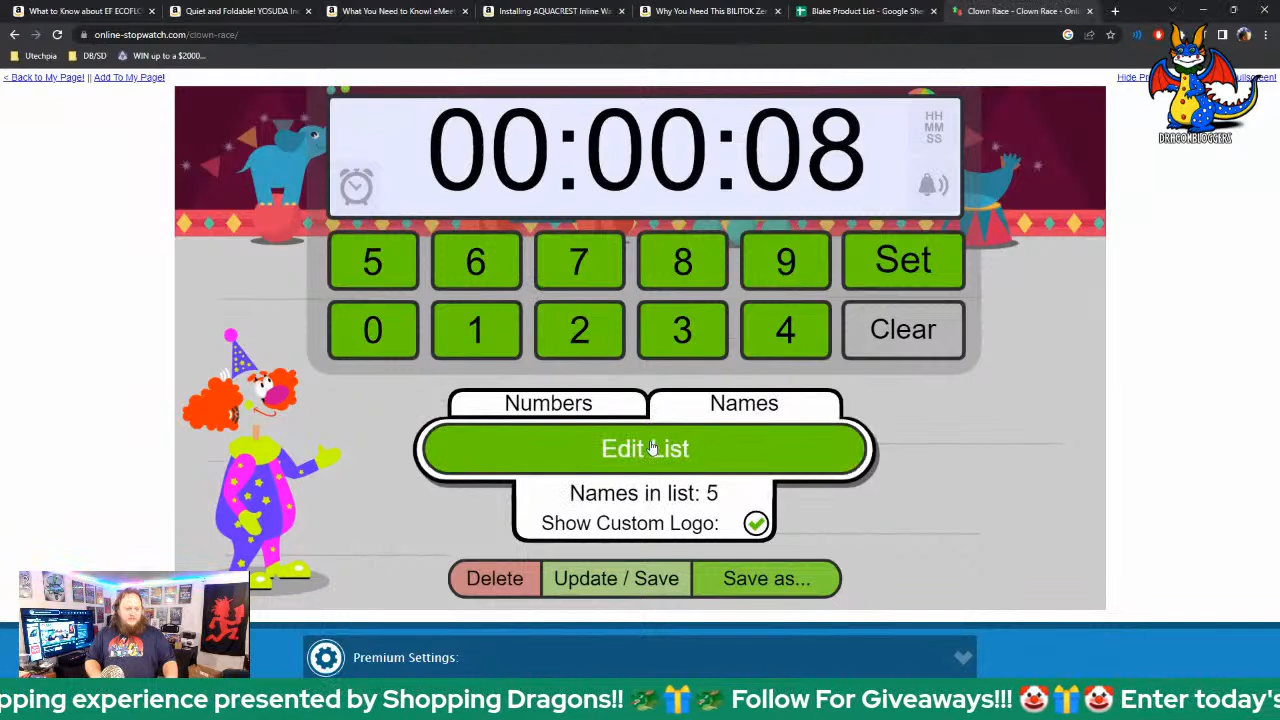 What to Know about EF ECOFLO
Quiet and Foldable! YOSUDA In
What You Need to Know! eMeet
Installing AQUACREST Inline Wa
Why You Need This BILITOK Ze
Blake Product List - Google She
Clown Race - Clown Race - Onli
online-stopwatch.com/clown-race/
Utechpia
DB/SD
WIN up to a $2000...
< Back to My Page! || Add To My Page!
Hide Pr
ullscreen!
DRAGONBLOGGERS
00:00:08
HH
MM
SS
5 6 7 8 9 Set
0 1 2 3 4 Clear
Numbers Names
Edit List
Names in list: 5
Show Custom Logo:
Delete Update / Save Save as...
Premium Settings:
pping experience presented by Shopping Dragons!! 🐉🎁🐉 Follow For Giveaways!!! 🤡🎁🤡 Enter today's